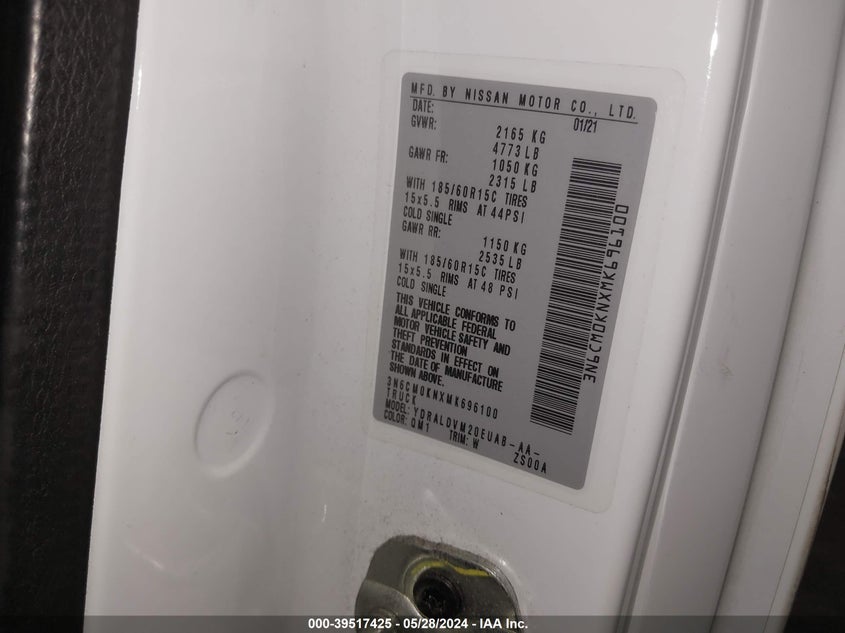 MFD. BY NISSAN MOTOR CO., LTD.
DATE: 01/21
GVWR: 2165 KG
4773 LB
GAWR FR: 1050 KG
2315 LB
WITH 185/60R15C TIRES
15x5.5 RIMS AT 44PSI
COLD SINGLE
GAWR RR: 1150 KG
2535 LB
WITH 185/60R15C TIRES
15x5.5 RIMS AT 48 PSI
COLD SINGLE
THIS VEHICLE CONFORMS TO
ALL APPLICABLE FEDERAL
MOTOR VEHICLE SAFETY AND
THEFT PREVENTION
STANDARDS IN EFFECT ON
THE DATE OF MANUFACTURE
SHOWN ABOVE.
3N6CM0KNXMK696100
TRUCK
MODEL: YDRALDVM20EUAB-AA-
ZS00A
COLOR: QM1 TRIM: W
3N6CM0KNXMK696100
000-39517425 - 05/28/2024 - IAA Inc.